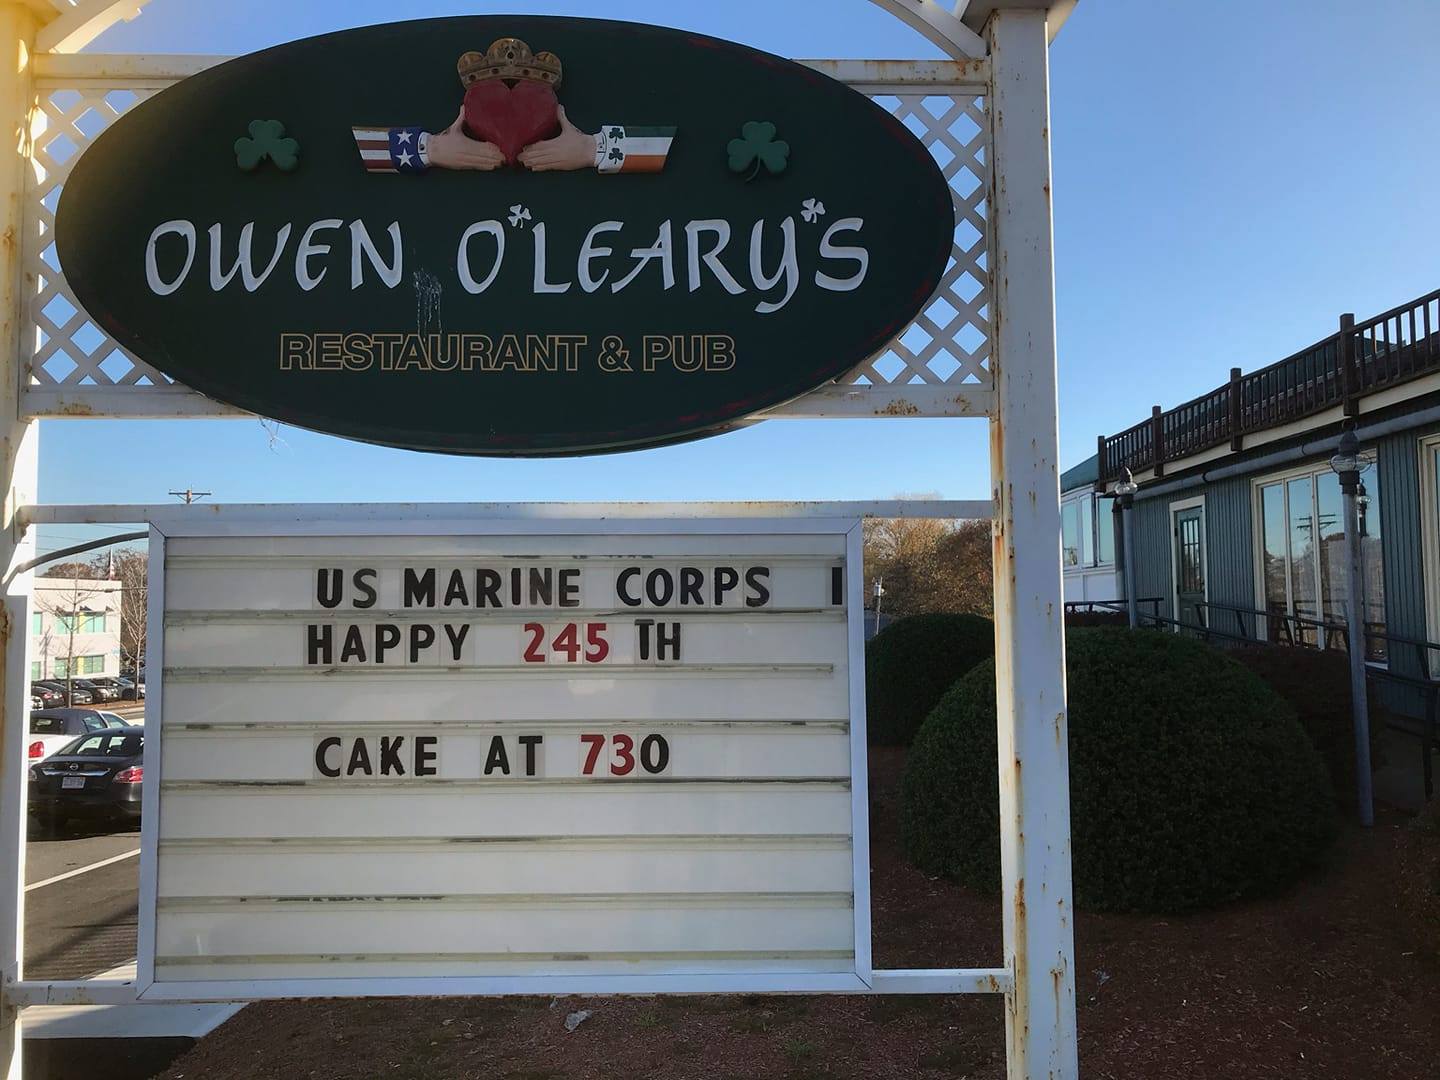 OWEN O'LEARY'S
RESTAURANT & PUB
US MARINE CORPS I
HAPPY 245 TH
CAKE AT 730